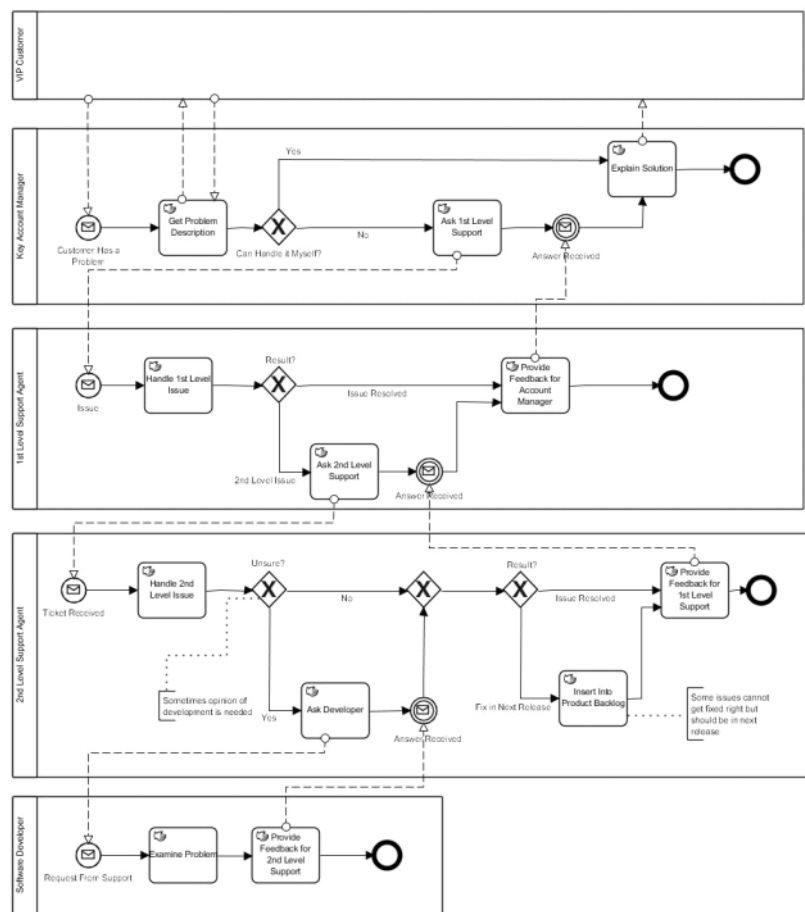 VIP Customer
Key Account Manager
Yes
Explain Solution
Get Problem
Description
Ask 1st Level
Support
No
Customer Has a
Problem
Can Handle it Myself?
Answer Received
1st Level Support Agent
Result?
Provide
Feedback for
Account
Manager
Handle 1st Level
Issue
Issue Resolved
Issue
Ask 2nd Level
Support
2nd Level Issue
Answer Received
2nd Level Support Agent
Unsure?
Result?
Handle 2nd
Level Issue
Provide
Feedback for
1st Level
Support
No
Issue Resolved
Ticket Received
Sometimes opinion of
development is needed
Yes
Ask Developer
Answer Received
Fix in Next Release
Insert Into
Product Backlog
Some issues cannot
get fixed right but
should be in next
release
Software Developer
Examine Problem
Provide
Feedback for
2nd Level
Support
Request From Support